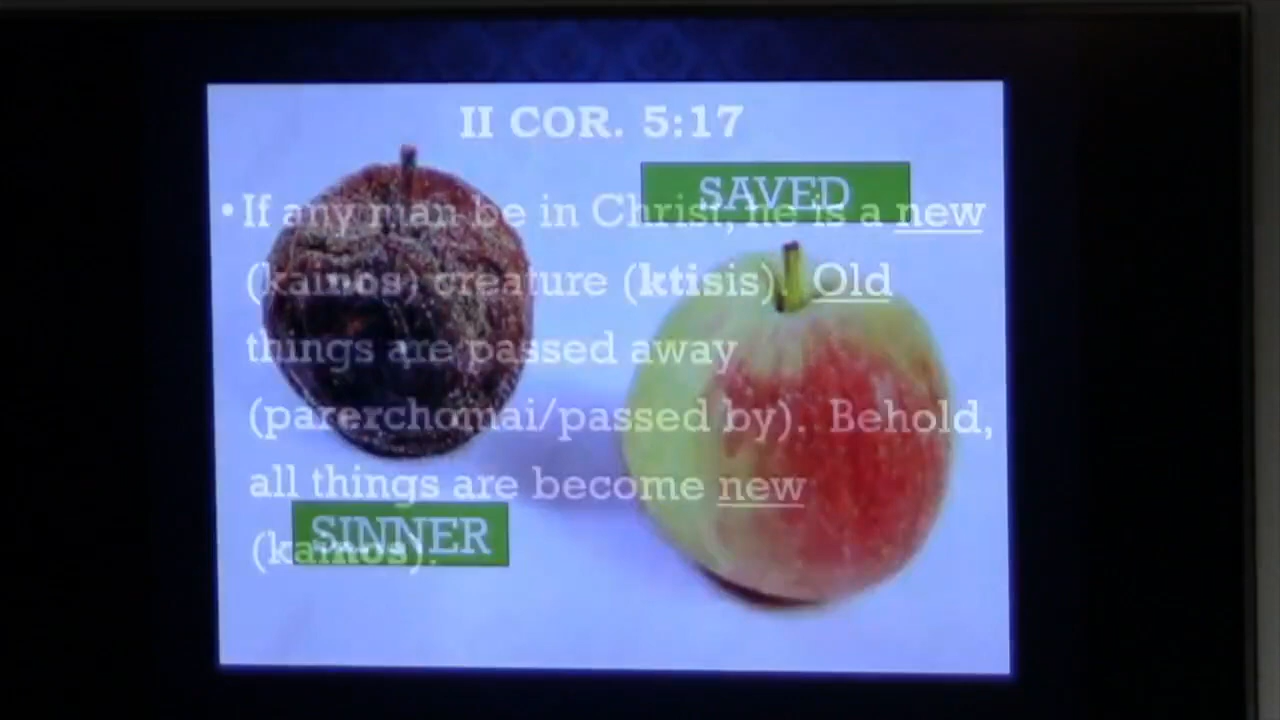 II COR. 5:17
SAVED
• If any man be in Christ, he is a new
(kainos) creature (ktisis). Old
things are passed away
(parerchomai/passed by). Behold,
all things are become new
SINNER
(kainos).